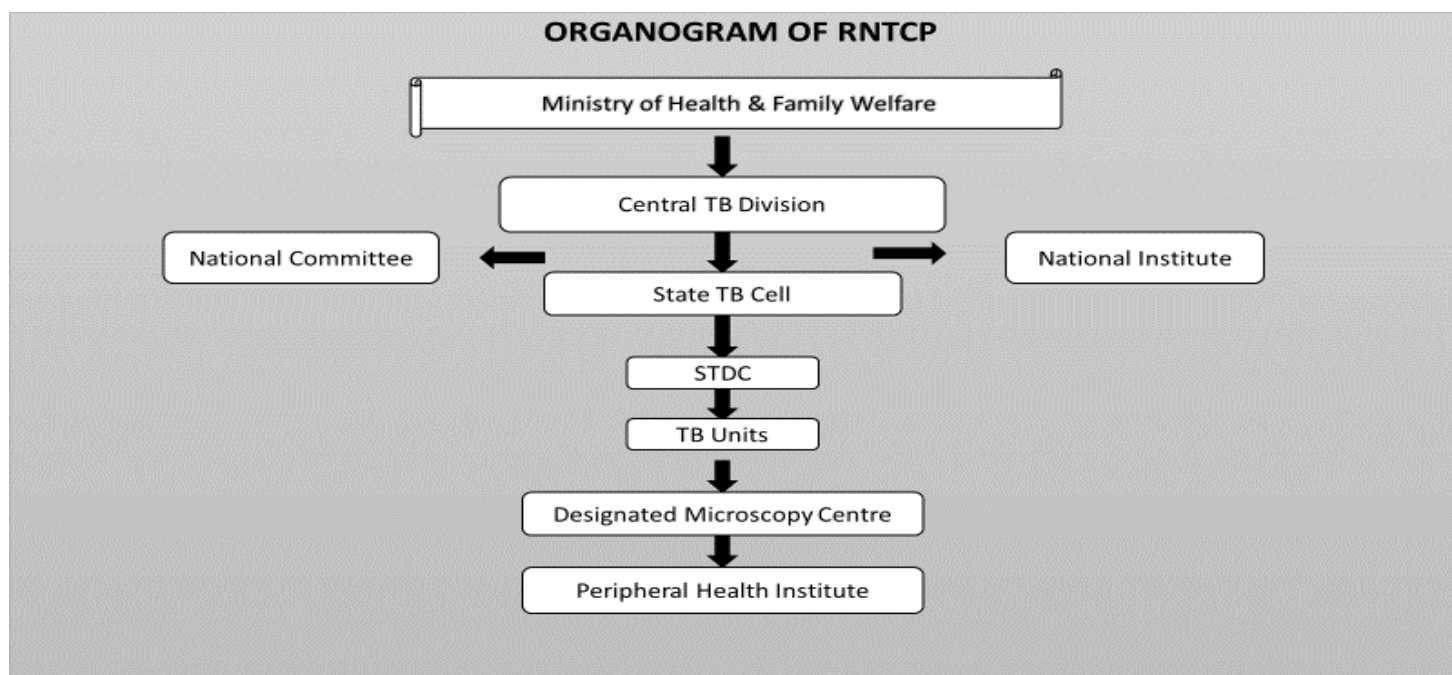 ORGANOGRAM OF RNTCP
Ministry of Health & Family Welfare
Central TB Division
National Committee
National Institute
State TB Cell
STDC
TB Units
Designated Microscopy Centre
Peripheral Health Institute